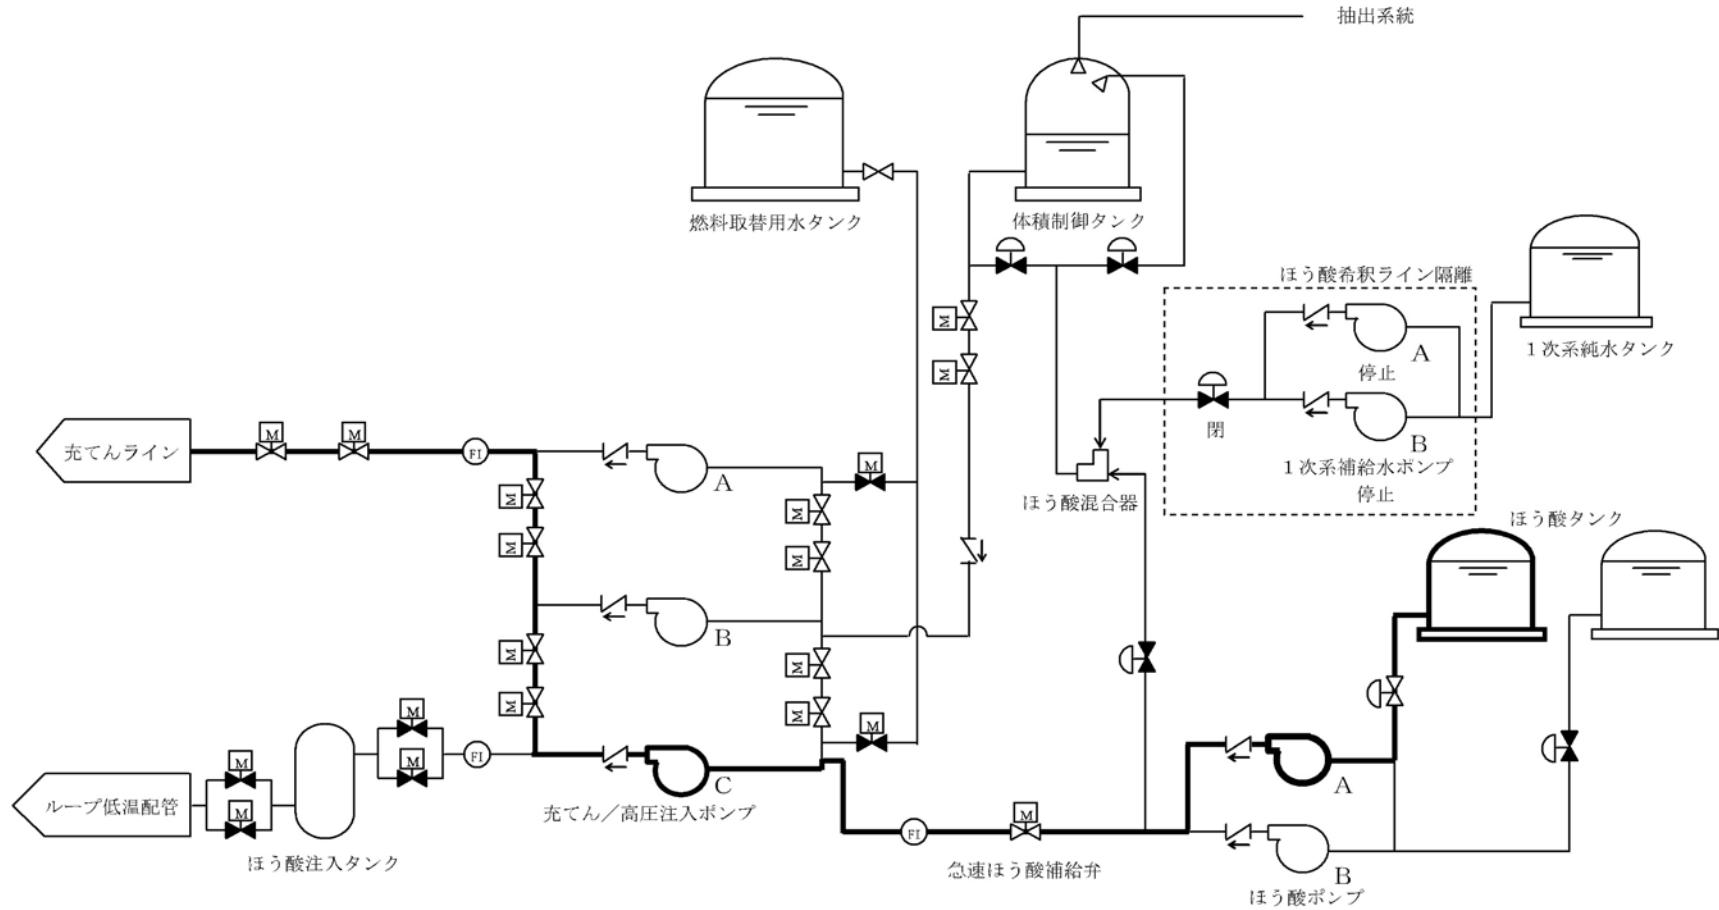 抽出系統
燃料取替用水タンク
体積制御タンク
ほう酸希釈ライン隔離
M
M
A
停止
1次系純水タンク
閉
B
1次系補給水ポンプ
停止
充てんライン
M
M
FI
A
M
ほう酸混合器
M
M
M
M
ほう酸タンク
B
M
M
M
M
M
M
FI
M
M
M
ループ低温配管
M
C
充てん/高圧注入ポンプ
A
M
FI
ほう酸注入タンク
急速ほう酸補給弁
B
ほう酸ポンプ